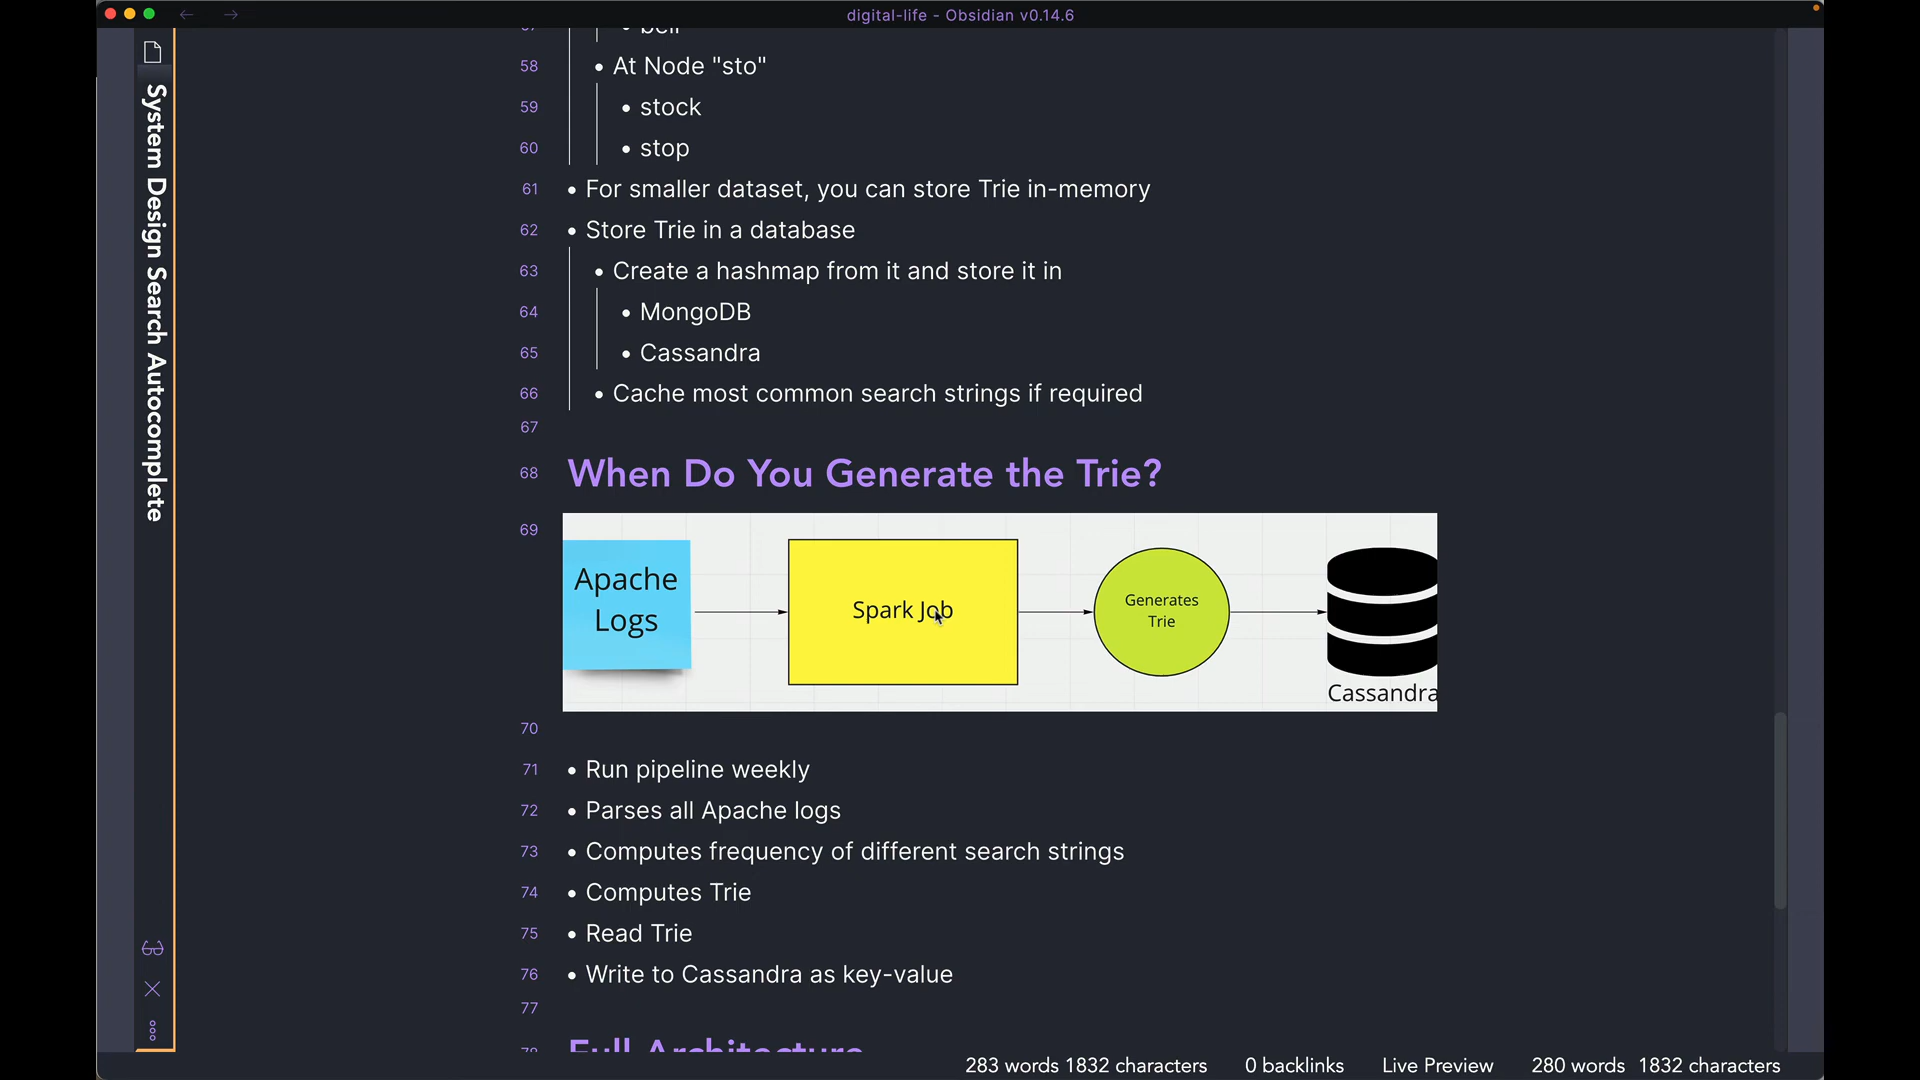 digital-life - Obsidian v0.14.6
System Design Search Autocomplete
58 • At Node "sto"
59 • stock
60 • stop
61 • For smaller dataset, you can store Trie in-memory
62 • Store Trie in a database
63 • Create a hashmap from it and store it in
64 • MongoDB
65 • Cassandra
66 • Cache most common search strings if required
67
68 When Do You Generate the Trie?
69
Apache
Logs
Spark Job
Generates
Trie
Cassandra
70
71 • Run pipeline weekly
72 • Parses all Apache logs
73 • Computes frequency of different search strings
74 • Computes Trie
75 • Read Trie
76 • Write to Cassandra as key-value
77
78 Full Architecture
283 words 1832 characters 0 backlinks Live Preview 280 words 1832 characters